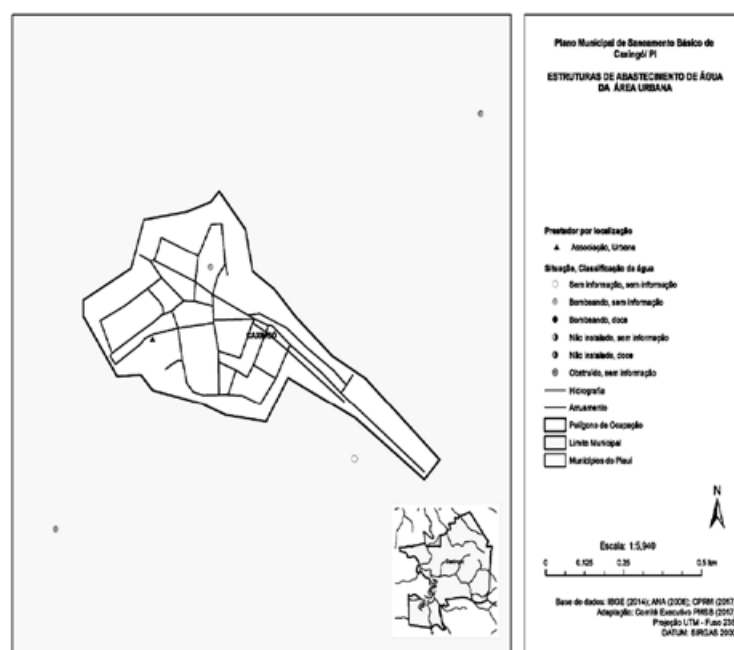 CAXINGÓ
Plano Municipal de Saneamento Básico de
Caxingó/ PI
ESTRUTURAS DE ABASTECIMENTO DE ÁGUA
DA ÁREA URBANA
Prestador por localização
Associação, Urbana
Situação, Classificação da água
Sem informação, sem informação
Bombeando, sem informação
Bombeando, doce
Não instalado, sem informação
Não instalado, doce
Obstruído, sem informação
Hidrografia
Arruamento
Polígono de Ocupação
Limite Municipal
Municípios do Piauí
N
Escala: 1:5,940
0 0.125 0.25 0.5 km
Base de dados: IBGE (2014); ANA (2006); CPRM (2017)
Adaptação: Comitê Executivo PMSB (2017)
Projeção UTM - Fuso 23S
DATUM: SIRGAS 2000